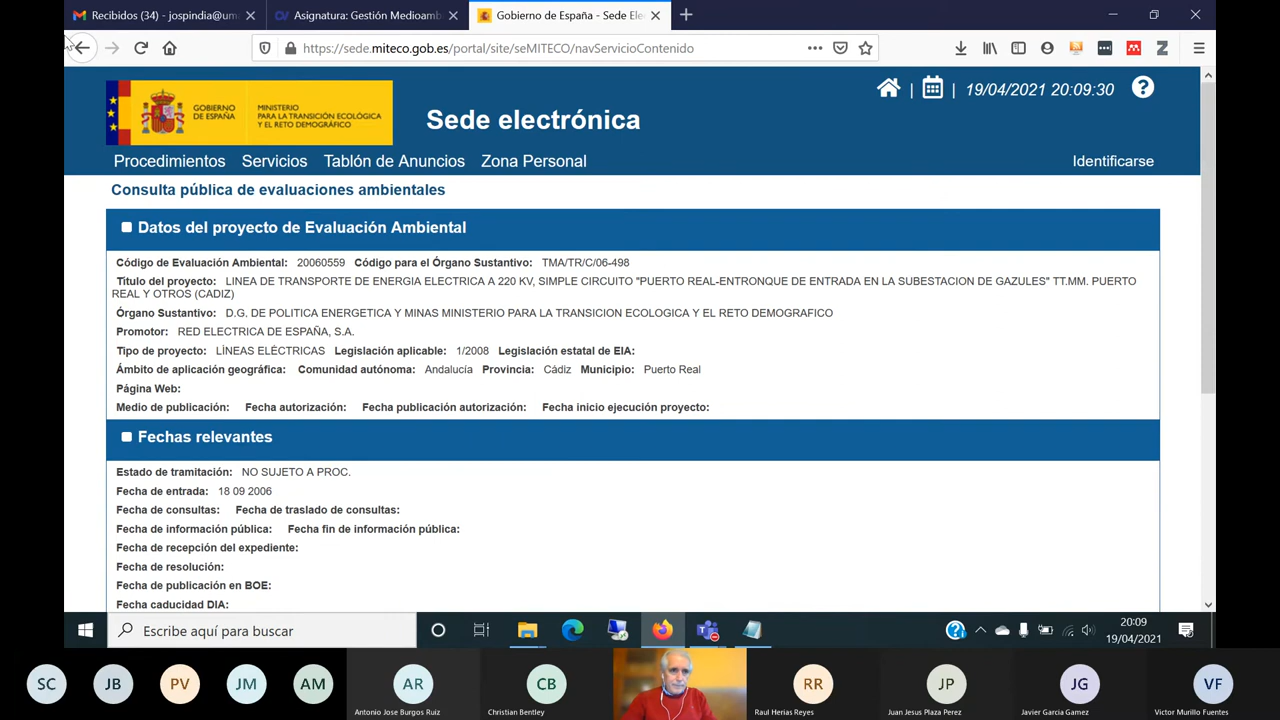 Recibidos (34) - jospindia@uma
Asignatura: Gestión Medioamb
Gobierno de España - Sede Ele
https://sede.miteco.gob.es/portal/site/seMITECO/navServicioContenido
GOBIERNO DE ESPAÑA
MINISTERIO PARA LA TRANSICIÓN ECOLÓGICA Y EL RETO DEMOGRÁFICO
Sede electrónica
| | 19/04/2021 20:09:30
Procedimientos Servicios Tablón de Anuncios Zona Personal Identificarse
Consulta pública de evaluaciones ambientales
Datos del proyecto de Evaluación Ambiental
Código de Evaluación Ambiental: 20060559 Código para el Órgano Sustantivo: TMA/TR/C/06-498
Título del proyecto: LINEA DE TRANSPORTE DE ENERGIA ELECTRICA A 220 KV, SIMPLE CIRCUITO "PUERTO REAL-ENTRONQUE DE ENTRADA EN LA SUBESTACION DE GAZULES" TT.MM. PUERTO
REAL Y OTROS (CADIZ)
Órgano Sustantivo: D.G. DE POLITICA ENERGETICA Y MINAS MINISTERIO PARA LA TRANSICION ECOLOGICA Y EL RETO DEMOGRAFICO
Promotor: RED ELECTRICA DE ESPAÑA, S.A.
Tipo de proyecto: LÍNEAS ELÉCTRICAS Legislación aplicable: 1/2008 Legislación estatal de EIA:
Ámbito de aplicación geográfica: Comunidad autónoma: Andalucía Provincia: Cádiz Municipio: Puerto Real
Página Web:
Medio de publicación: Fecha autorización: Fecha publicación autorización: Fecha inicio ejecución proyecto:
Fechas relevantes
Estado de tramitación: NO SUJETO A PROC.
Fecha de entrada: 18 09 2006
Fecha de consultas: Fecha de traslado de consultas:
Fecha de información pública: Fecha fin de información pública:
Fecha de recepción del expediente:
Fecha de resolución:
Fecha de publicación en BOE:
Fecha caducidad DIA:
Escribe aquí para buscar
20:09
19/04/2021
SC JB PV JM AM AR CB RR JP JG VF
Antonio Jose Burgos Ruiz Christian Bentley Raul Herias Reyes Juan Jesus Plaza Perez Javier Garcia Gamez Victor Murillo Fuentes